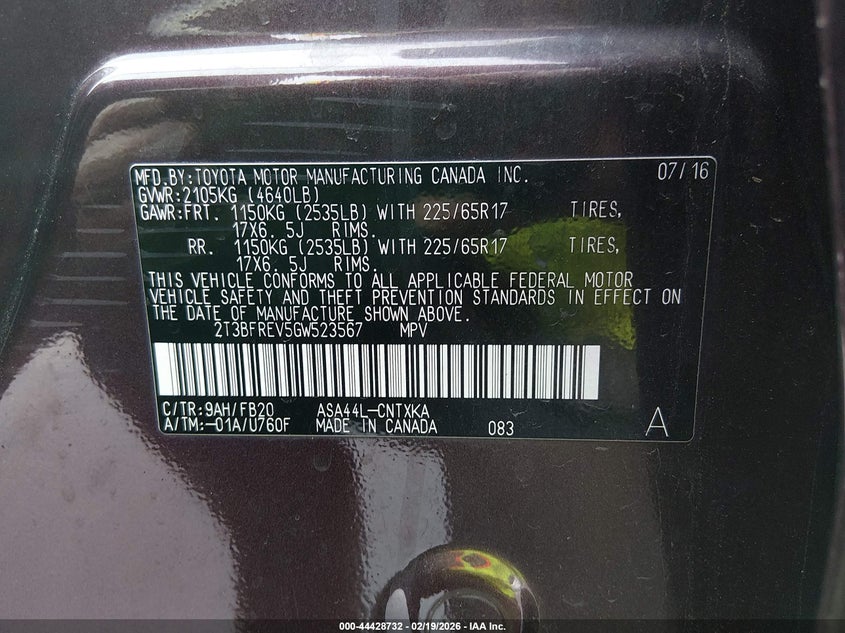 MFD.BY:TOYOTA MOTOR MANUFACTURING CANADA INC. 07/16
GVWR:2105KG (4640LB)
GAWR:FRT. 1150KG (2535LB) WITH 225/65R17 TIRES,
17X6. 5J RIMS.
RR. 1150KG (2535LB) WITH 225/65R17 TIRES,
17X6. 5J RIMS.
THIS VEHICLE CONFORMS TO ALL APPLICABLE FEDERAL MOTOR
VEHICLE SAFETY AND THEFT PREVENTION STANDARDS IN EFFECT ON
THE DATE OF MANUFACTURE SHOWN ABOVE.
2T3BFREV5GW523567 MPV
C/TR:9AH/FB20 ASA44L-CNTXKA
A/TM:-01A/U760F MADE IN CANADA 083 A
000-44428732 - 02/19/2026 - IAA Inc.